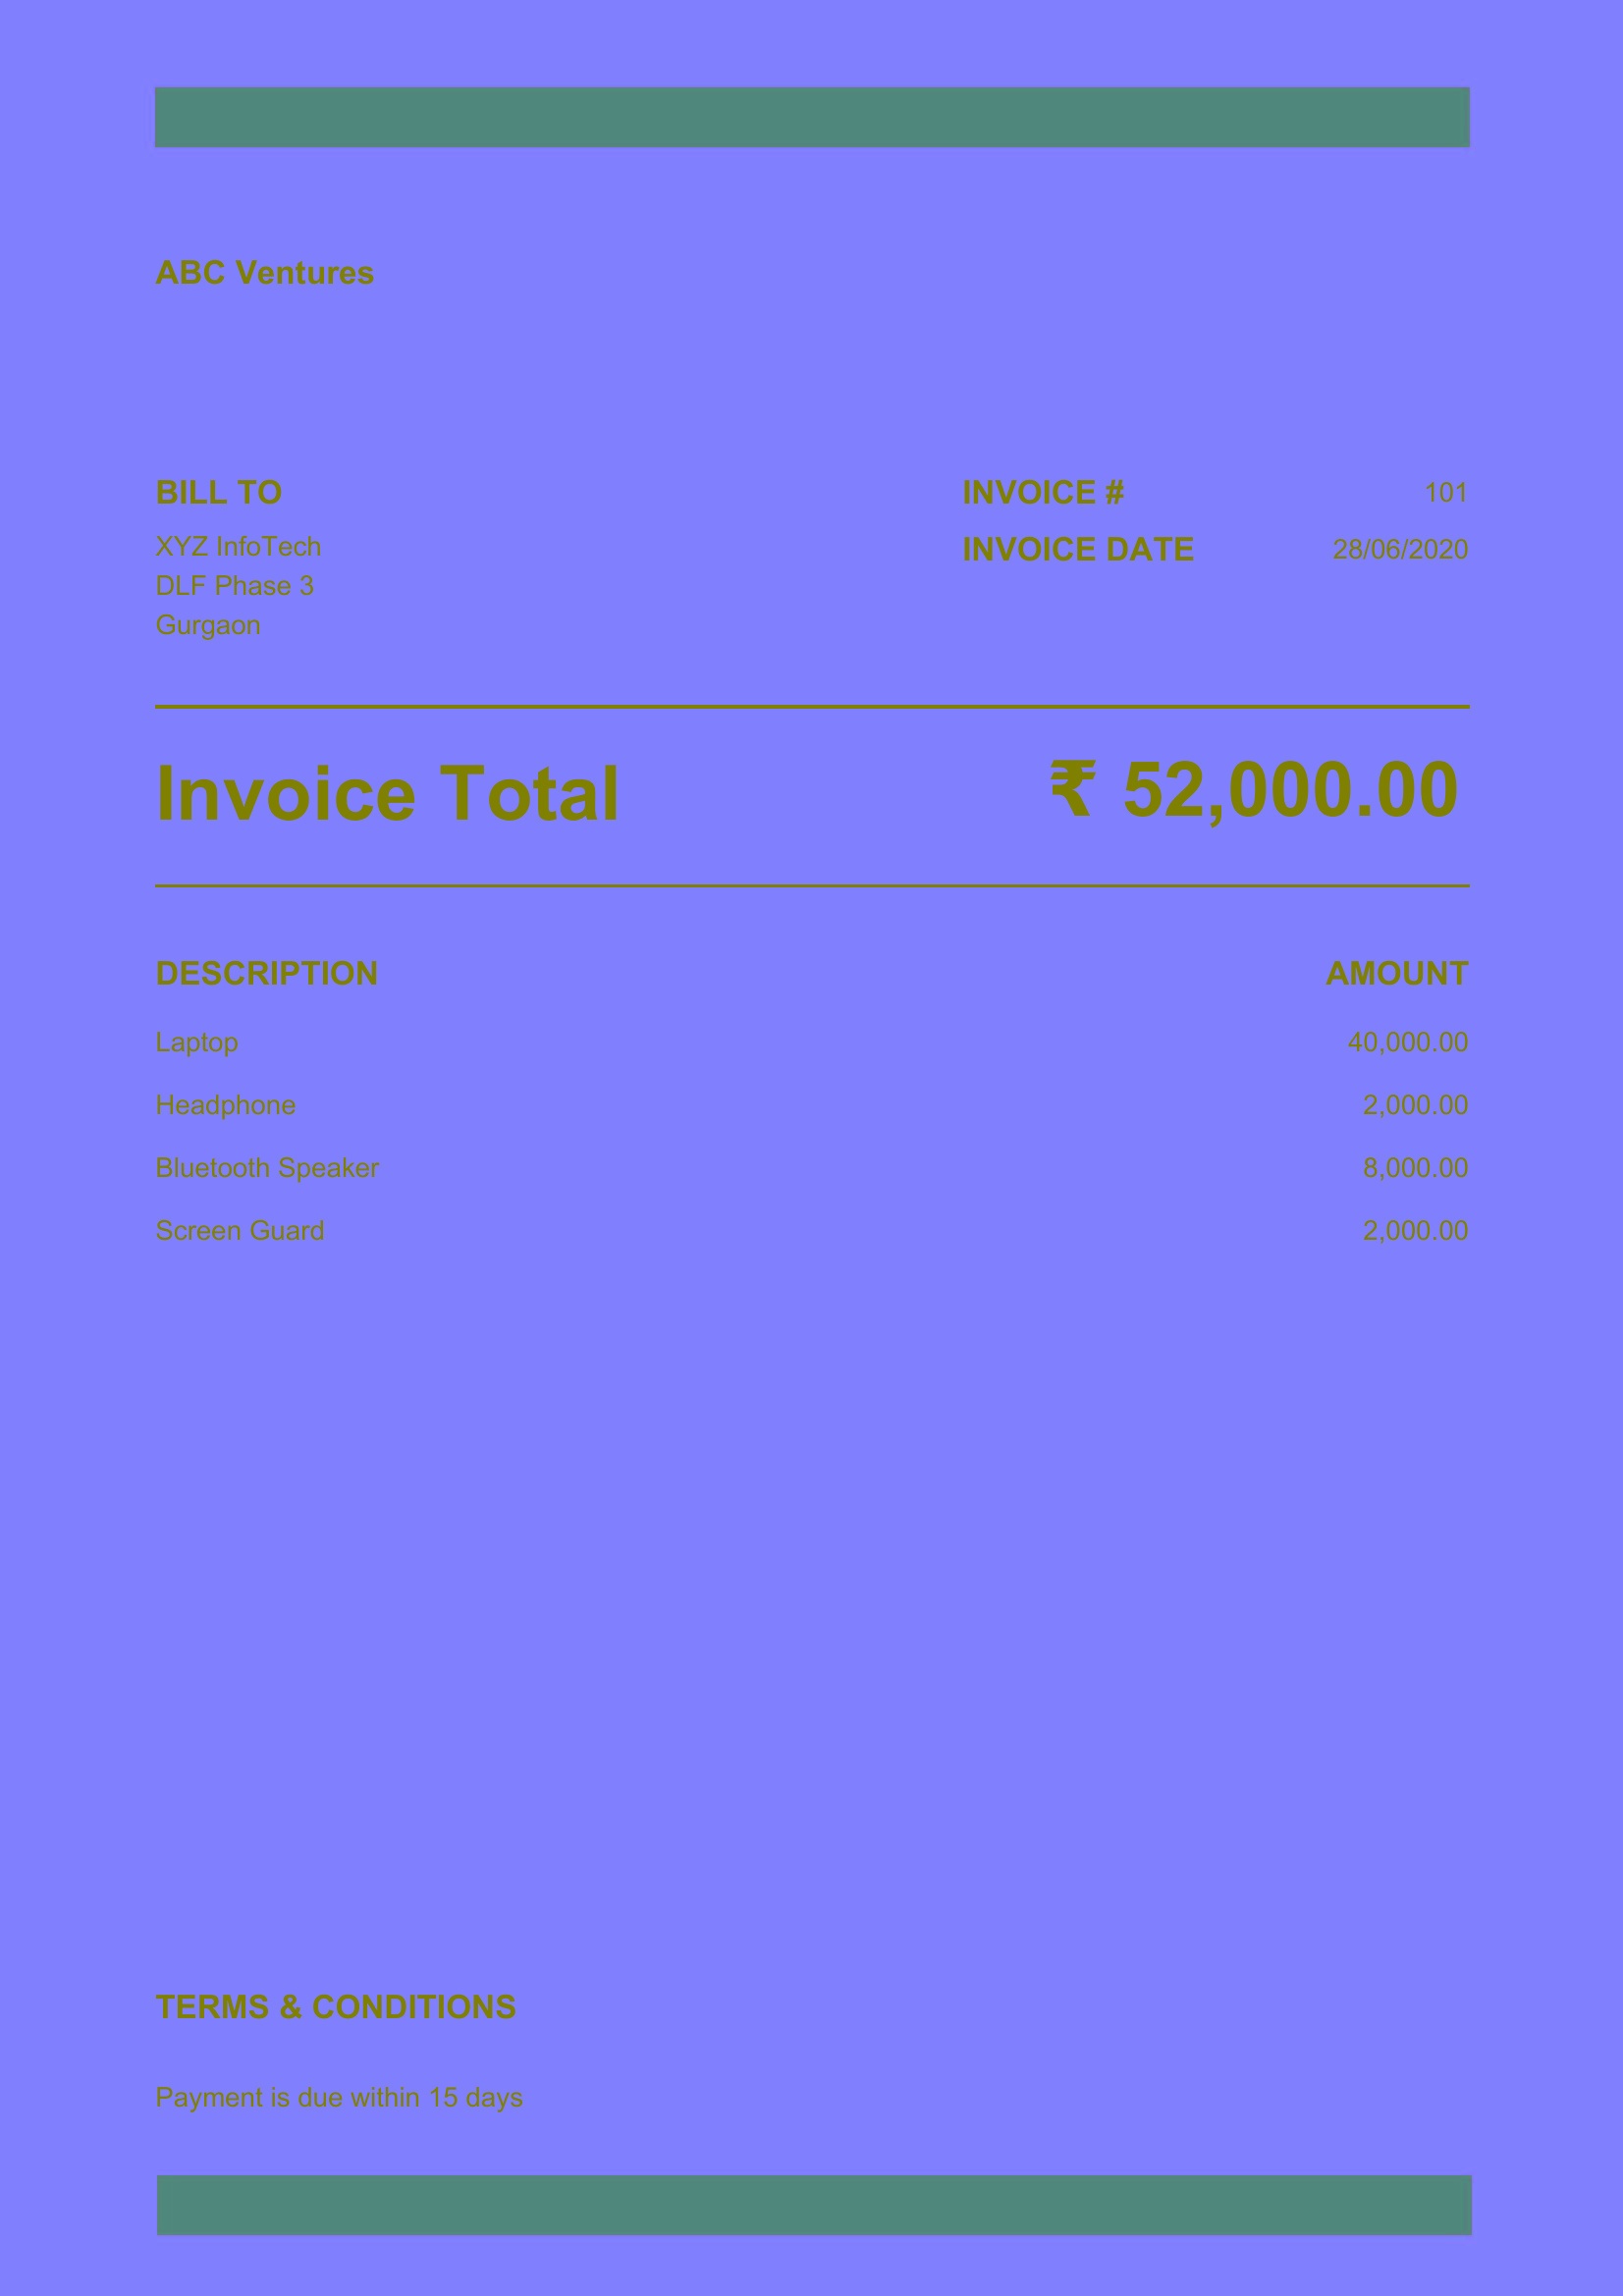 ABC Ventures
BILL TO
INVOICE # 101
XYZ InfoTech
INVOICE DATE 28/06/2020
DLF Phase 3
Gurgaon
Invoice Total ₹ 52,000.00
DESCRIPTION AMOUNT
Laptop 40,000.00
Headphone 2,000.00
Bluetooth Speaker 8,000.00
Screen Guard 2,000.00
TERMS & CONDITIONS
Payment is due within 15 days